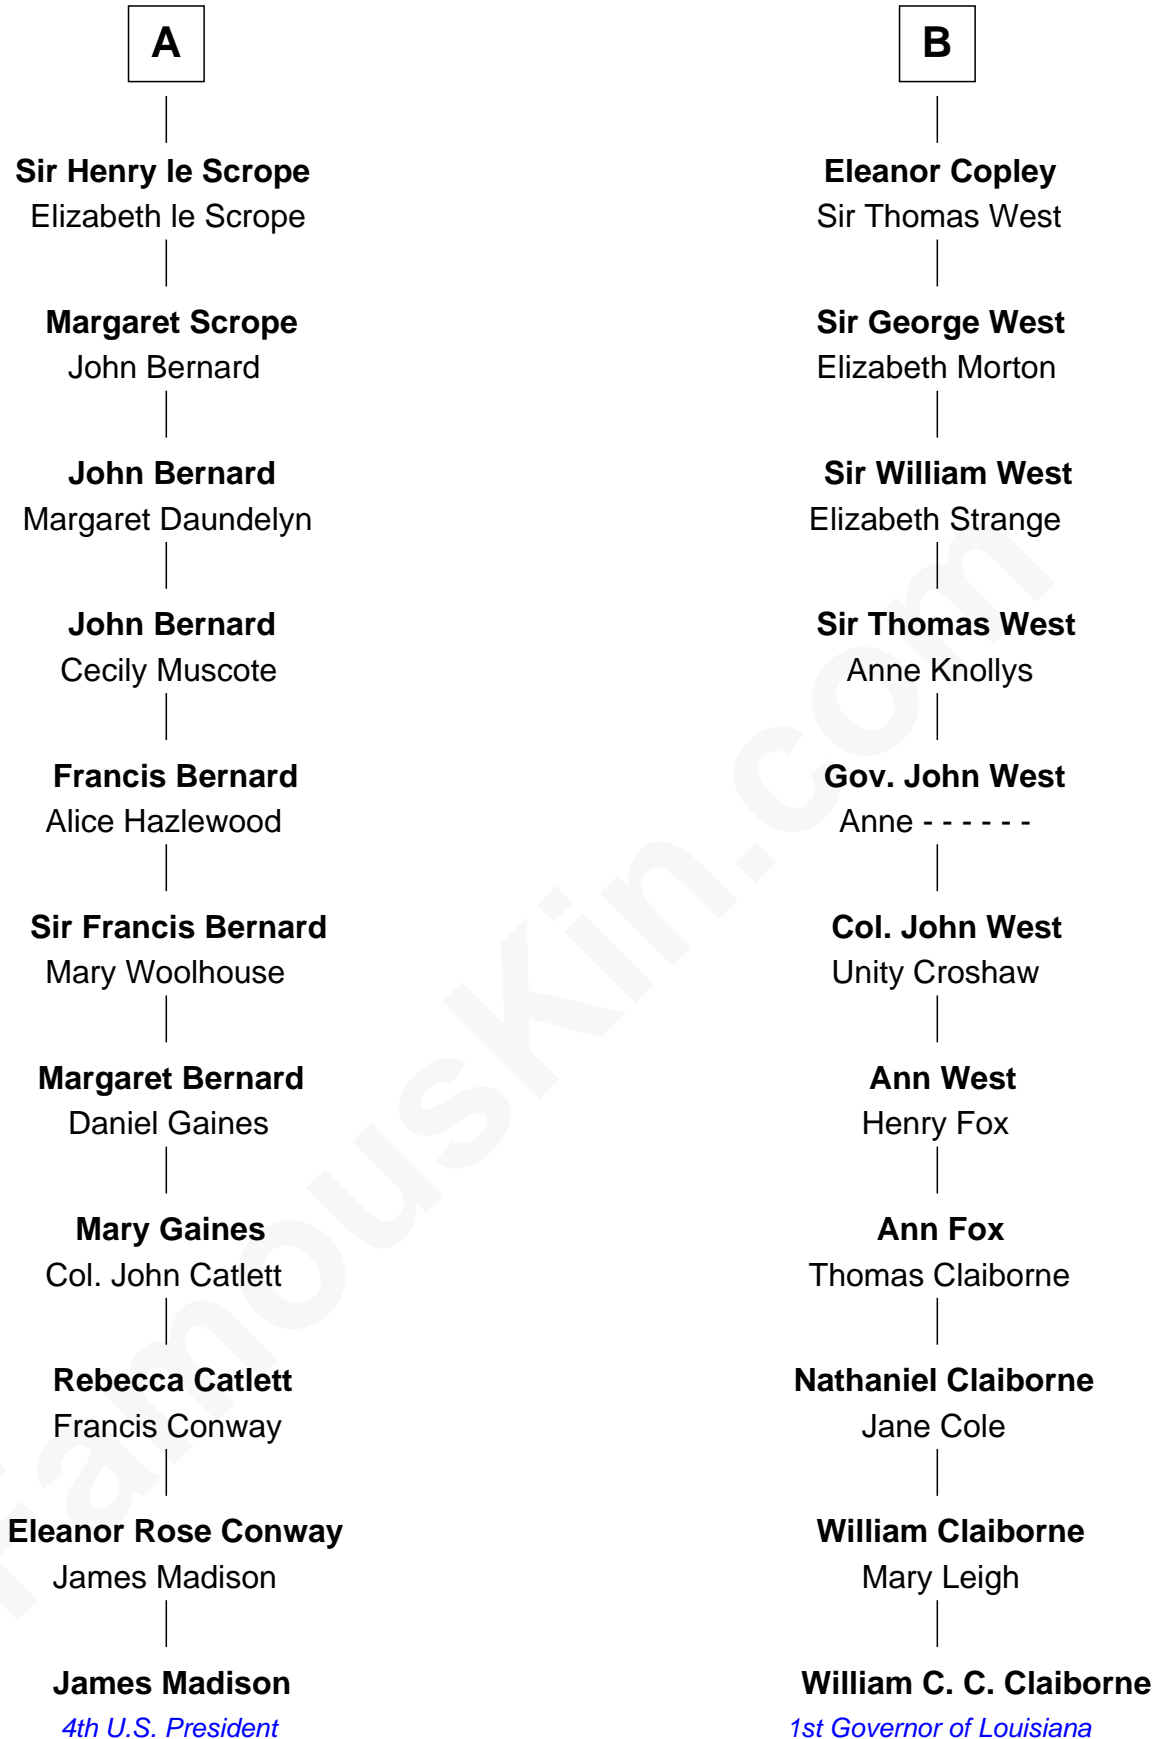 A
Sir Henry le Scrope
Elizabeth le Scrope
Margaret Scrope
John Bernard
John Bernard
Margaret Daundelyn
John Bernard
Cecily Muscote
Francis Bernard
Alice Hazlewood
Sir Francis Bernard
Mary Woolhouse
Margaret Bernard
Daniel Gaines
Mary Gaines
Col. John Catlett
Rebecca Catlett
Francis Conway
Eleanor Rose Conway
James Madison
James Madison
4th U.S. President
B
Eleanor Copley
Sir Thomas West
Sir George West
Elizabeth Morton
Sir William West
Elizabeth Strange
Sir Thomas West
Anne Knollys
Gov. John West
Anne - - - - - -
Col. John West
Unity Croshaw
Ann West
Henry Fox
Ann Fox
Thomas Claiborne
Nathaniel Claiborne
Jane Cole
William Claiborne
Mary Leigh
William C. C. Claiborne
1st Governor of Louisiana
FamousKin.com